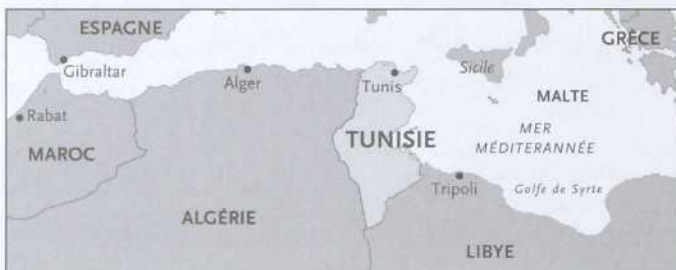 ESPAGNE
GRÈCE
Gibraltar
Alger
Tunis
Sicile
MALTE
Rabat
TUNISIE
MER
MÉDITERANNÉE
MAROC
Tripoli
Golfe de Syrte
ALGÉRIE
LIBYE